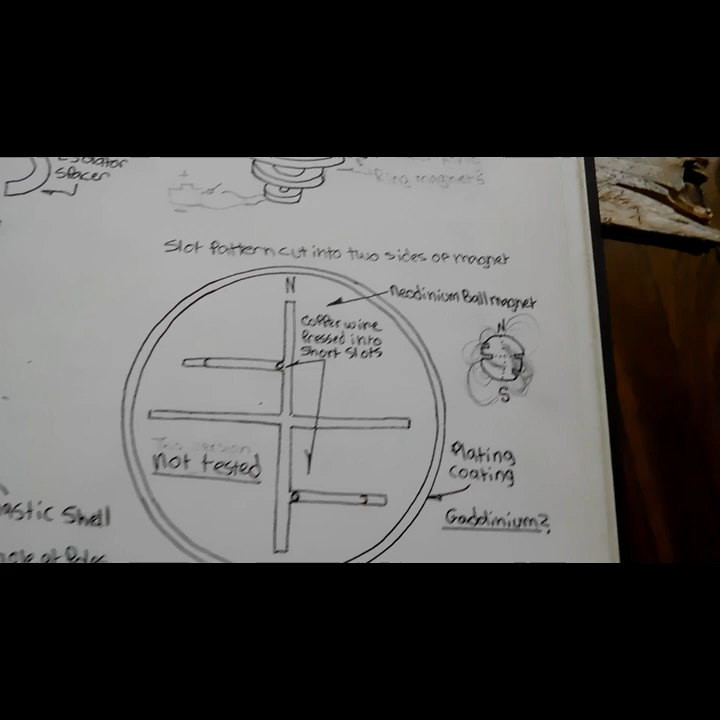 Isolator
spacer
+
-
Ring magnets
Slot Pattern cut into two sides of magnet
N
Neodinium Ball magnet
Copper wire
Pressed into
Short Slots
N
S
not tested
Plating
coating
Gaddinium?
astic Shell